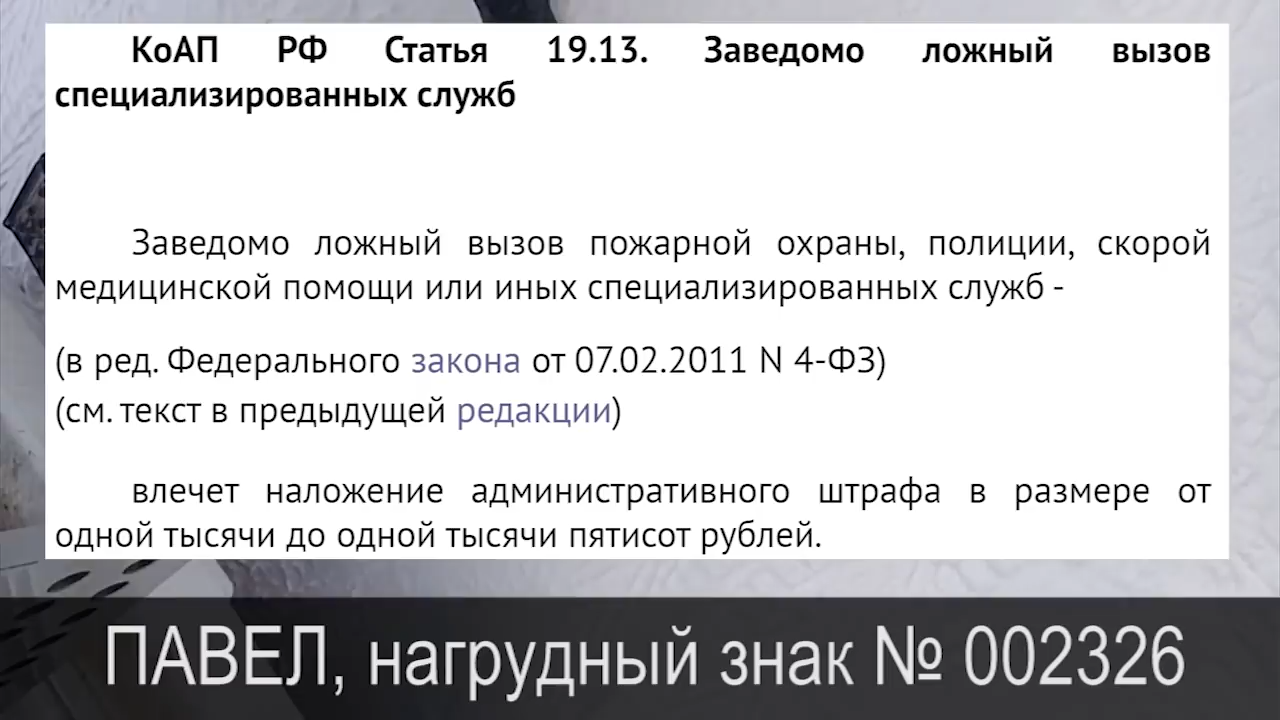 КоАП РФ Статья 19.13. Заведомо ложный вызов
специализированных служб
Заведомо ложный вызов пожарной охраны, полиции, скорой
медицинской помощи или иных специализированных служб -
(в ред. Федерального закона от 07.02.2011 N 4-ФЗ)
(см. текст в предыдущей редакции)
влечет наложение административного штрафа в размере от
одной тысячи до одной тысячи пятисот рублей.
ПАВЕЛ, нагрудный знак № 002326